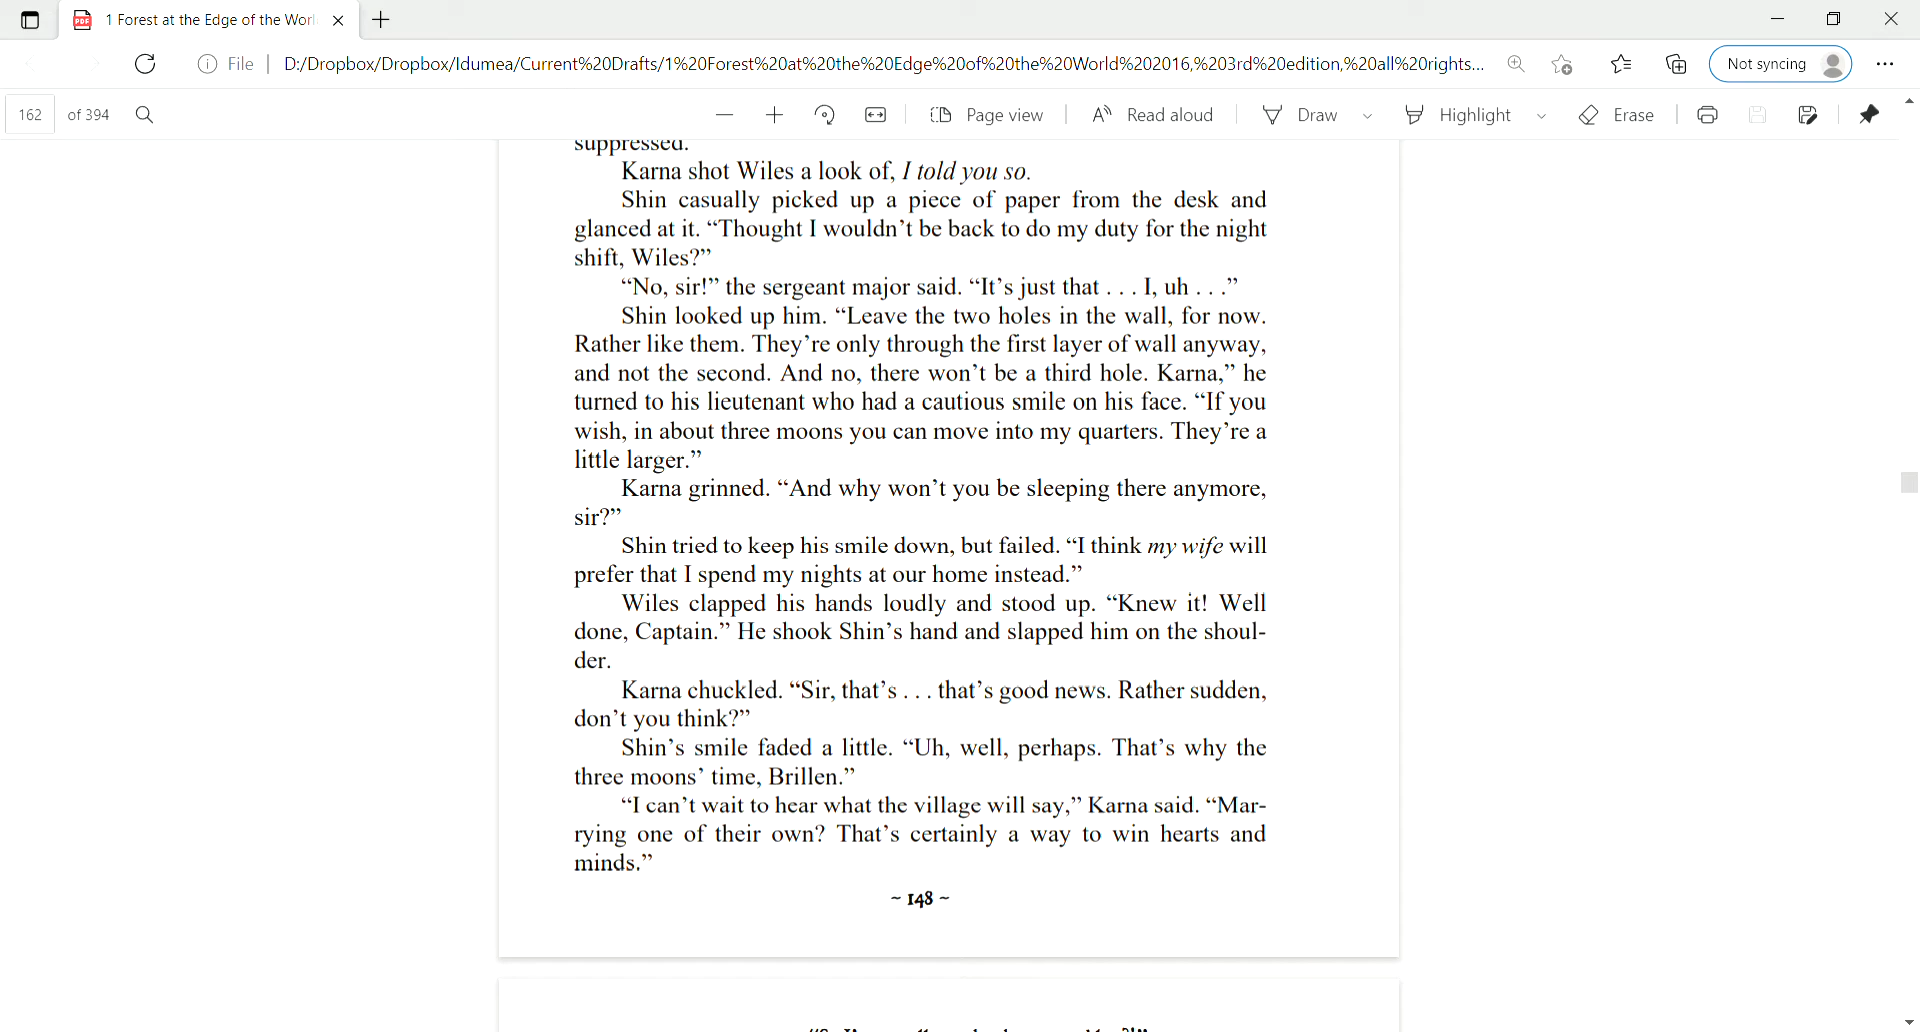 1 Forest at the Edge of the Worl
File
D:/Dropbox/Dropbox/Idumea/Current%20Drafts/1%20Forest%20at%20the%20Edge%20of%20the%20World%202016,%203rd%20edition,%20all%20rights...
Not syncing
162 of 394
Page view
Read aloud
Draw
Highlight
Erase
suppressed.
Karna shot Wiles a look of, I told you so.
Shin casually picked up a piece of paper from the desk and
glanced at it. “Thought I wouldn’t be back to do my duty for the night
shift, Wiles?”
“No, sir!” the sergeant major said. “It’s just that . . . I, uh . . .”
Shin looked up him. “Leave the two holes in the wall, for now.
Rather like them. They’re only through the first layer of wall anyway,
and not the second. And no, there won’t be a third hole. Karna,” he
turned to his lieutenant who had a cautious smile on his face. “If you
wish, in about three moons you can move into my quarters. They’re a
little larger.”
Karna grinned. “And why won’t you be sleeping there anymore,
sir?”
Shin tried to keep his smile down, but failed. “I think my wife will
prefer that I spend my nights at our home instead.”
Wiles clapped his hands loudly and stood up. “Knew it! Well
done, Captain.” He shook Shin’s hand and slapped him on the shoul-
der.
Karna chuckled. “Sir, that’s . . . that’s good news. Rather sudden,
don’t you think?”
Shin’s smile faded a little. “Uh, well, perhaps. That’s why the
three moons’ time, Brillen.”
“I can’t wait to hear what the village will say,” Karna said. “Mar-
rying one of their own? That’s certainly a way to win hearts and
minds.”
~ 148 ~